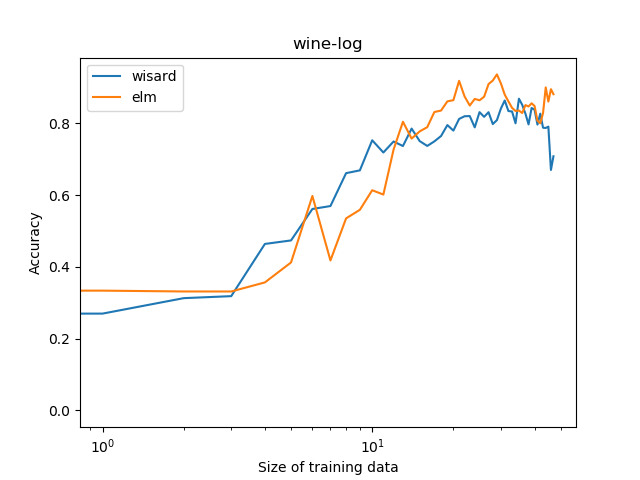 wine-log
wisard
elm
Accuracy
0.8
0.6
0.4
0.2
0.0
10⁰
10¹
Size of training data